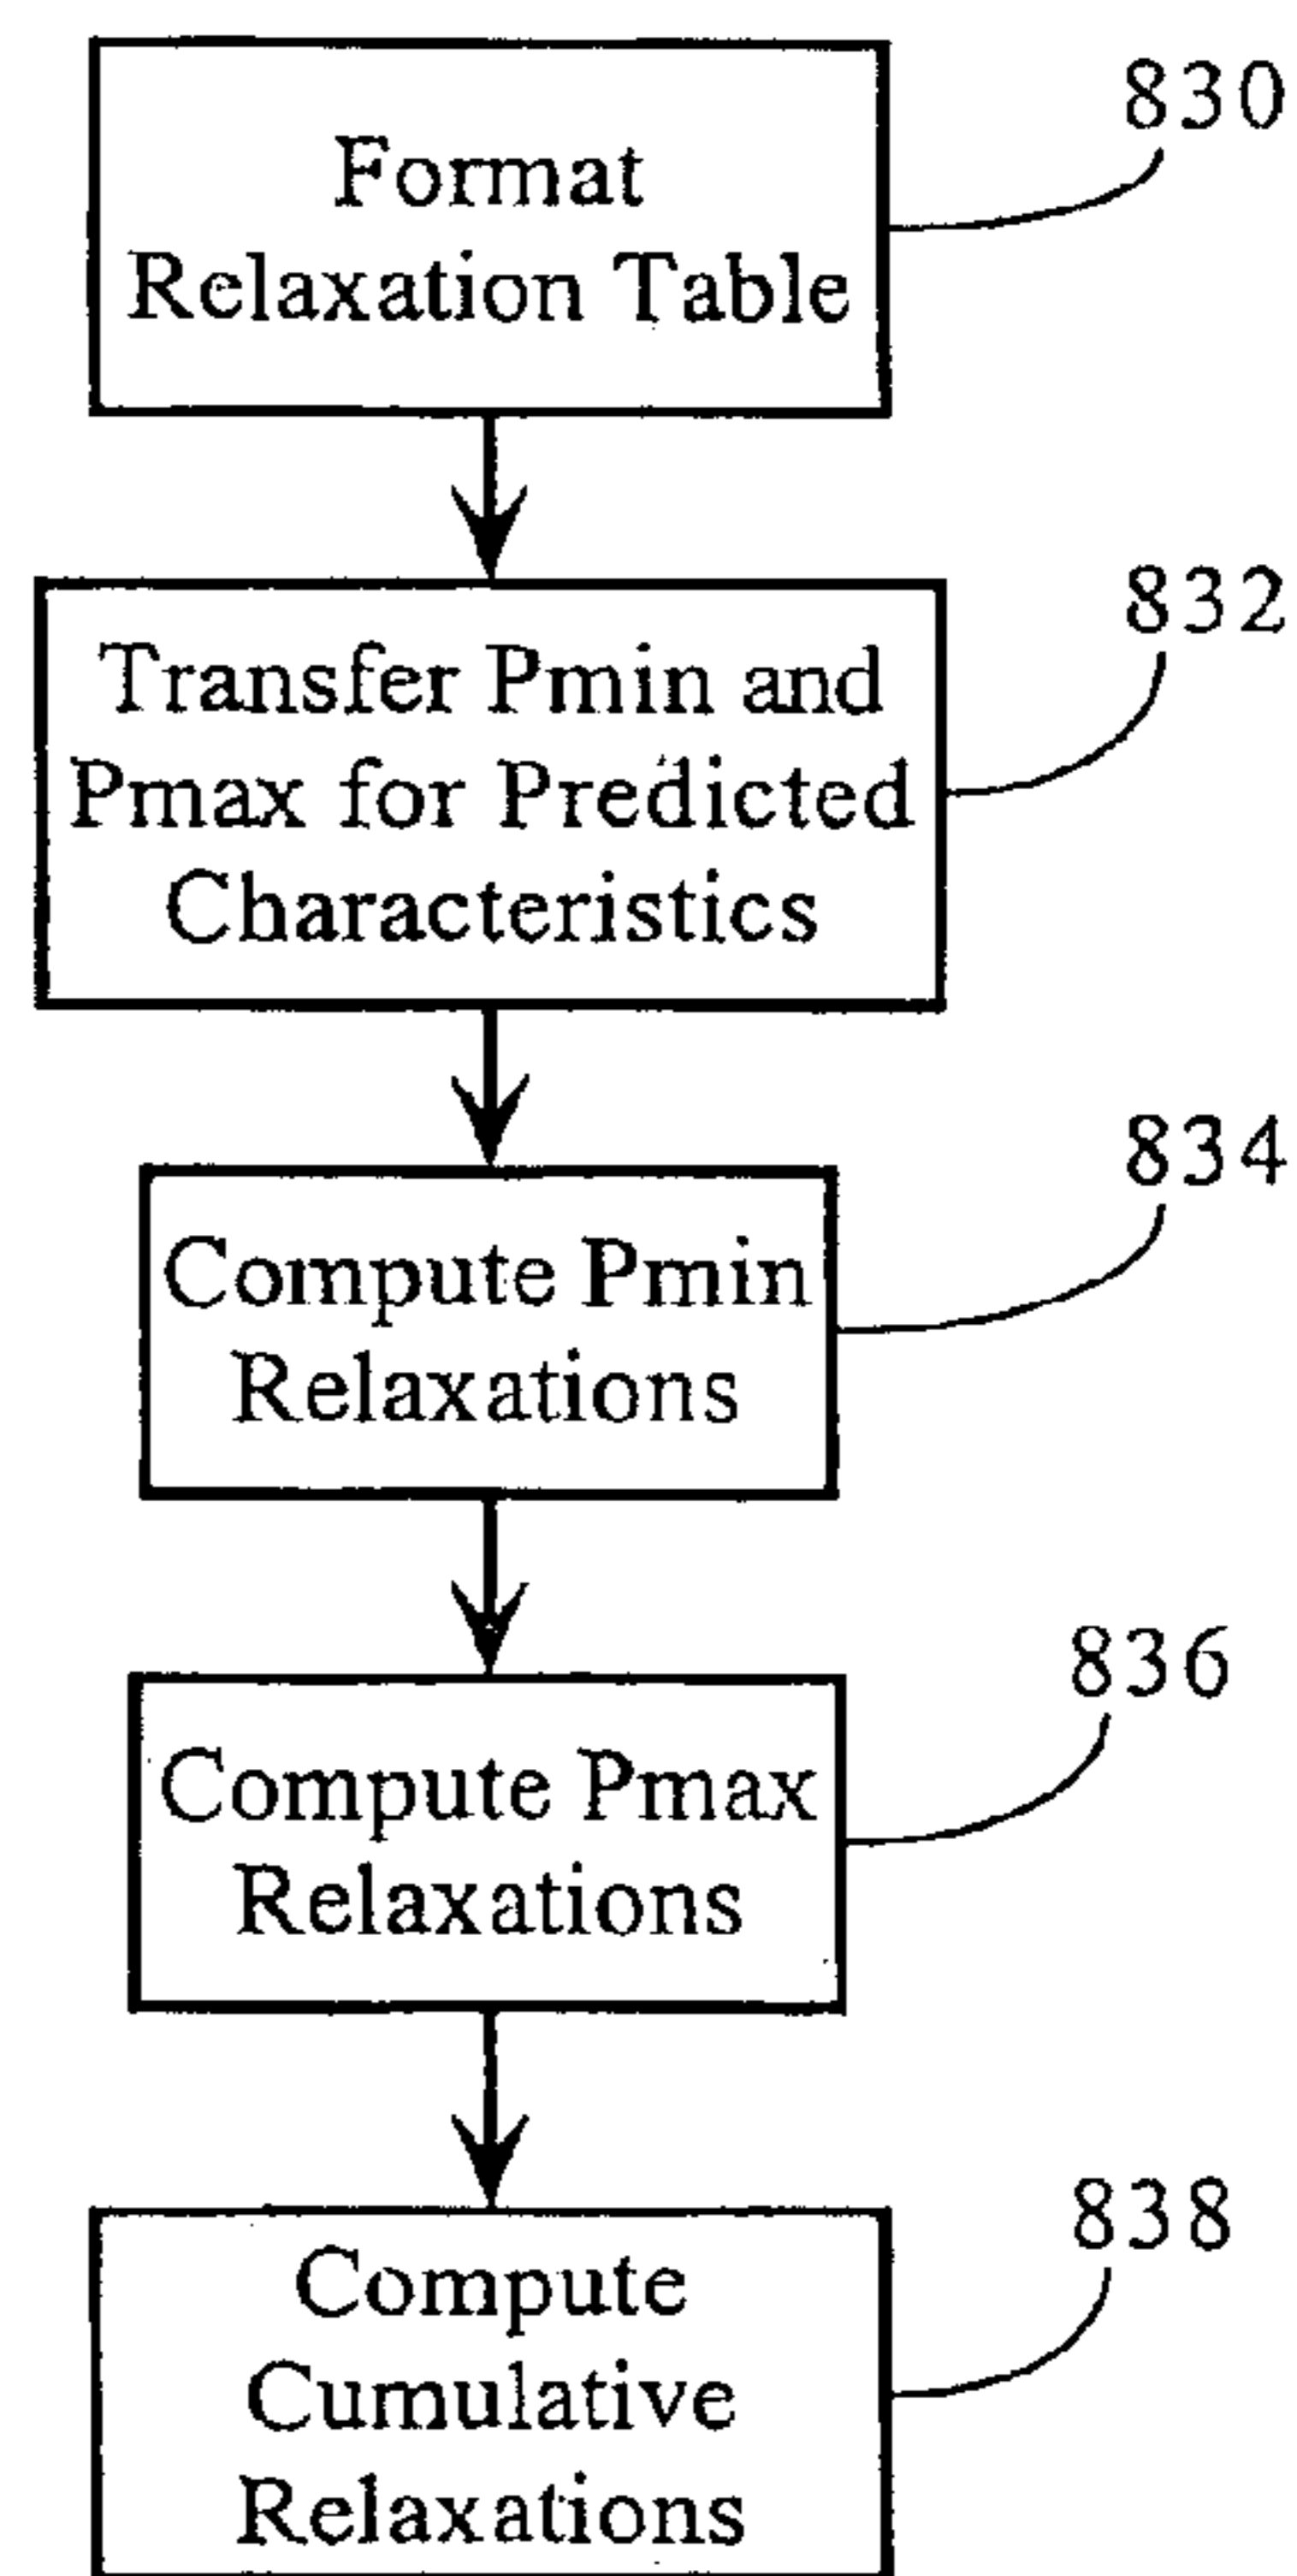 Format
Relaxation Table
830
Transfer Pmin and
Pmax for Predicted
Characteristics
832
Compute Pmin
Relaxations
834
Compute Pmax
Relaxations
836
Compute
Cumulative
Relaxations
838